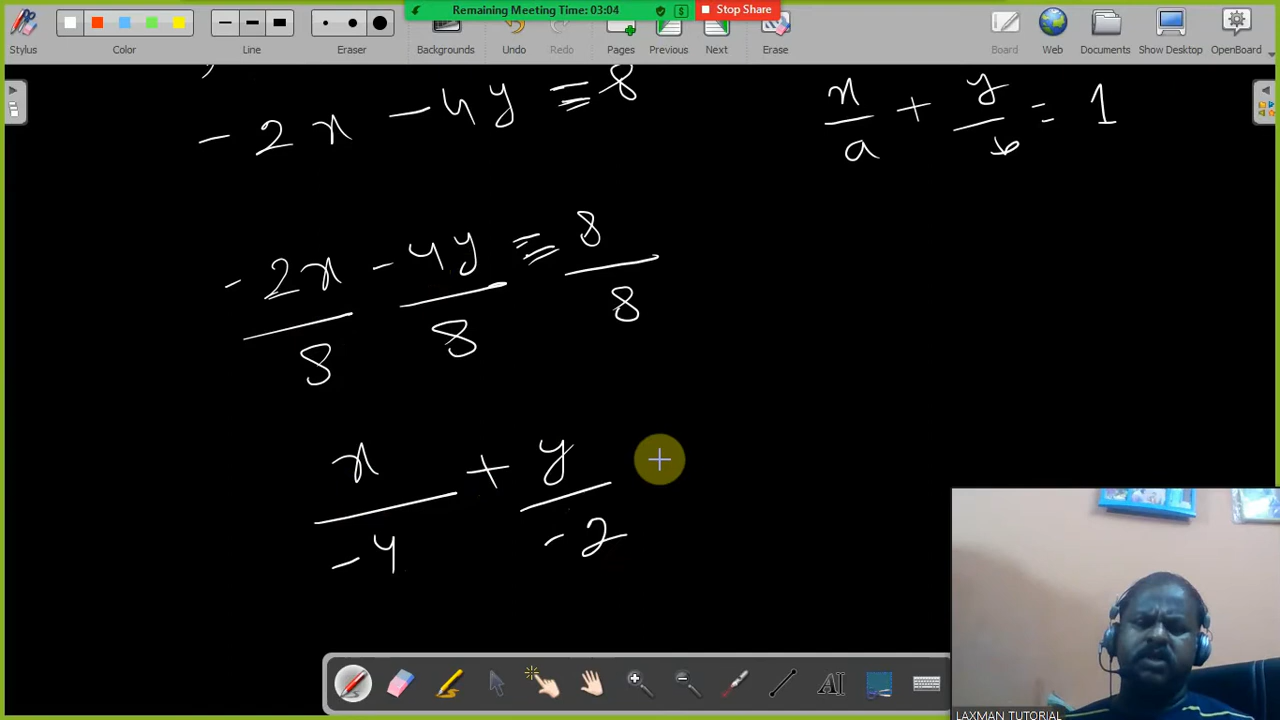 Remaining Meeting Time: 03:04
Stop Share
Stylus Color Line Eraser Backgrounds Undo Redo Pages Previous Next Erase Board Web Documents Show Desktop OpenBoard
-2x -4y = 8
x/a + y/b = 1
-2x/8 -4y/8 = 8/8
x/-4 + y/-2
LAXMAN TUTORIAL